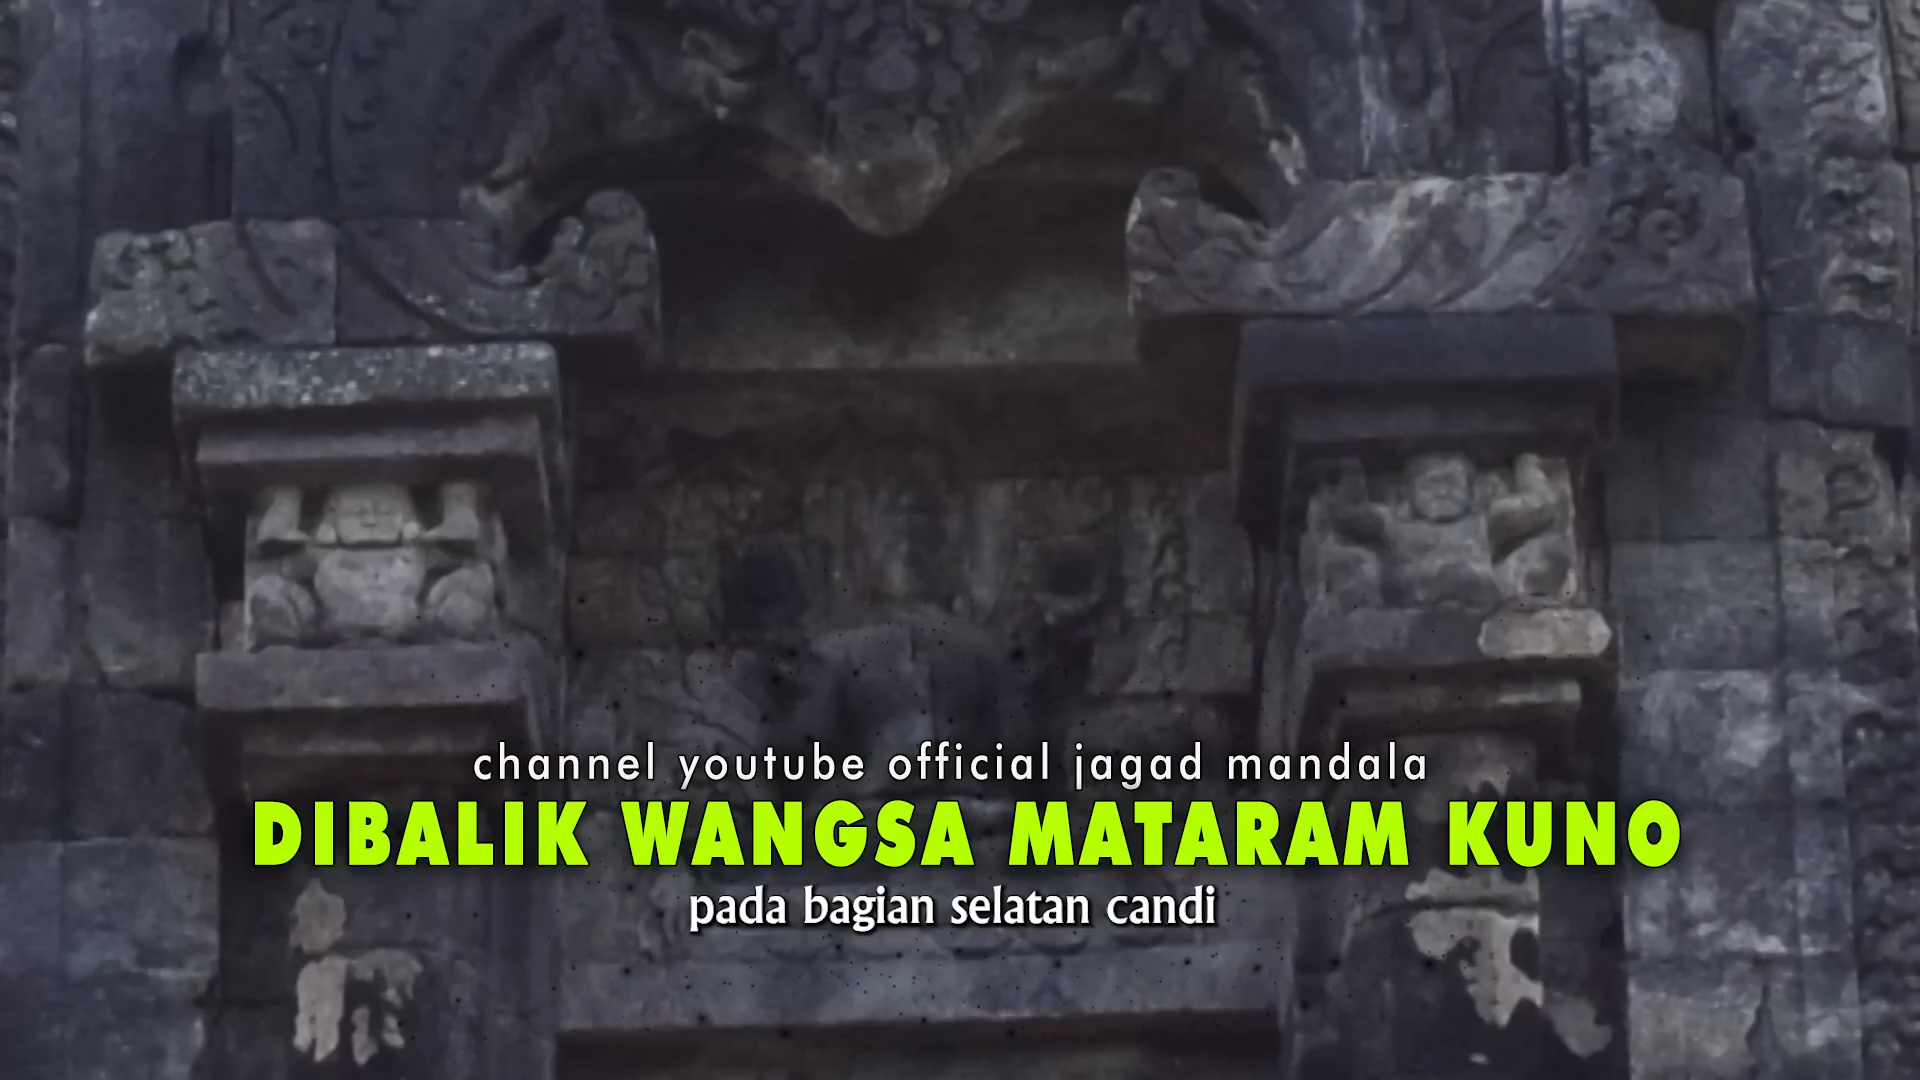 channel youtube official jagad mandala
DIBALIK WANGSA MATARAM KUNO
pada bagian selatan candi